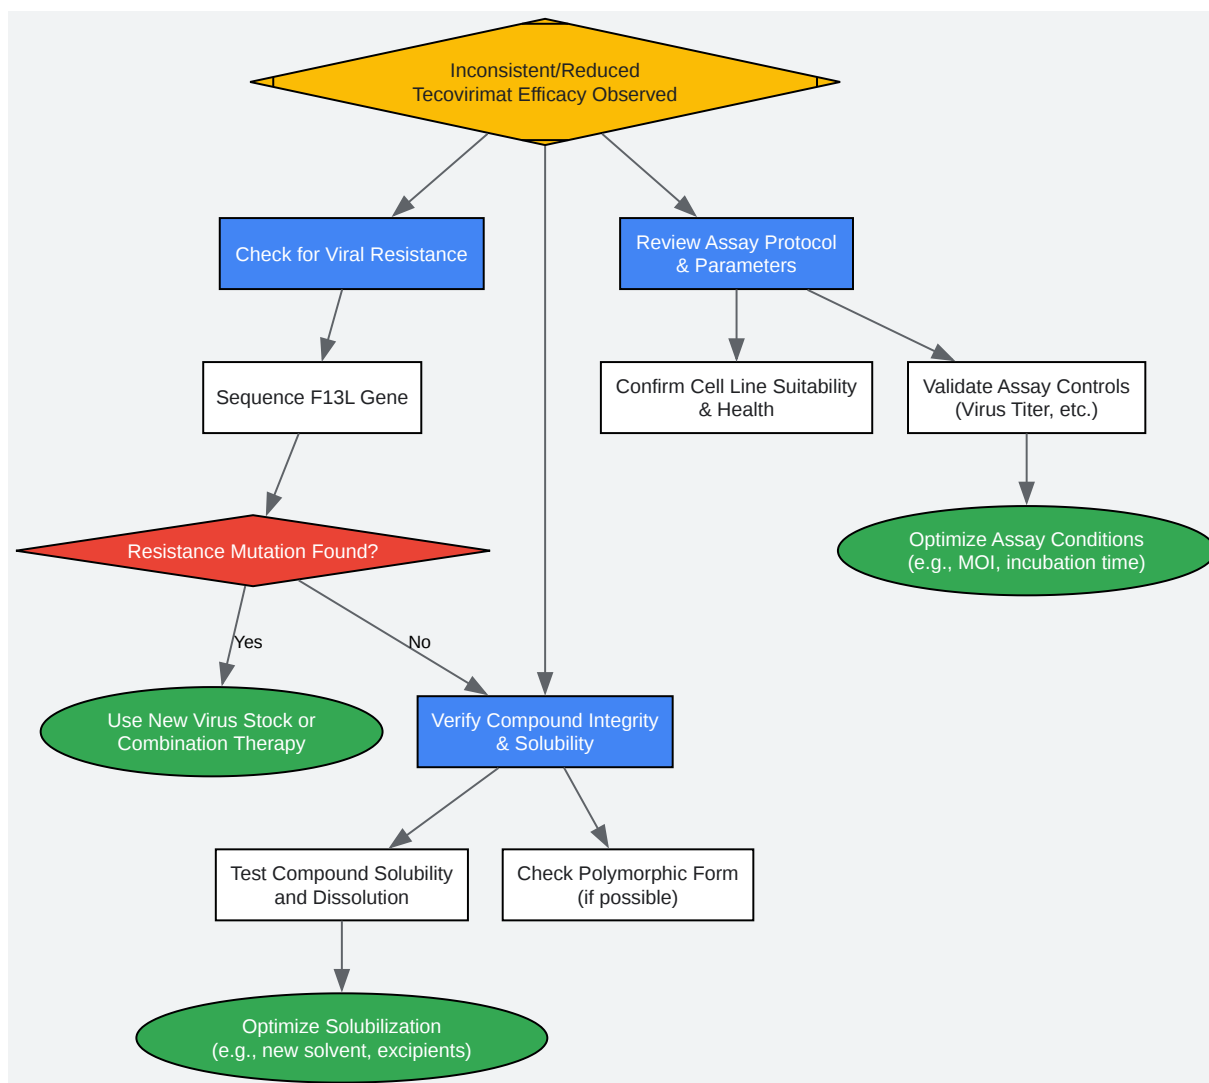 Inconsistent/Reduced
Tecovirimat Efficacy Observed
Check for Viral Resistance
Review Assay Protocol
& Parameters
Sequence F13L Gene
Confirm Cell Line Suitability
& Health
Validate Assay Controls
(Virus Titer, etc.)
Resistance Mutation Found?
Optimize Assay Conditions
(e.g., MOI, incubation time)
Yes
No
Use New Virus Stock or
Combination Therapy
Verify Compound Integrity
& Solubility
Test Compound Solubility
and Dissolution
Check Polymorphic Form
(if possible)
Optimize Solubilization
(e.g., new solvent, excipients)